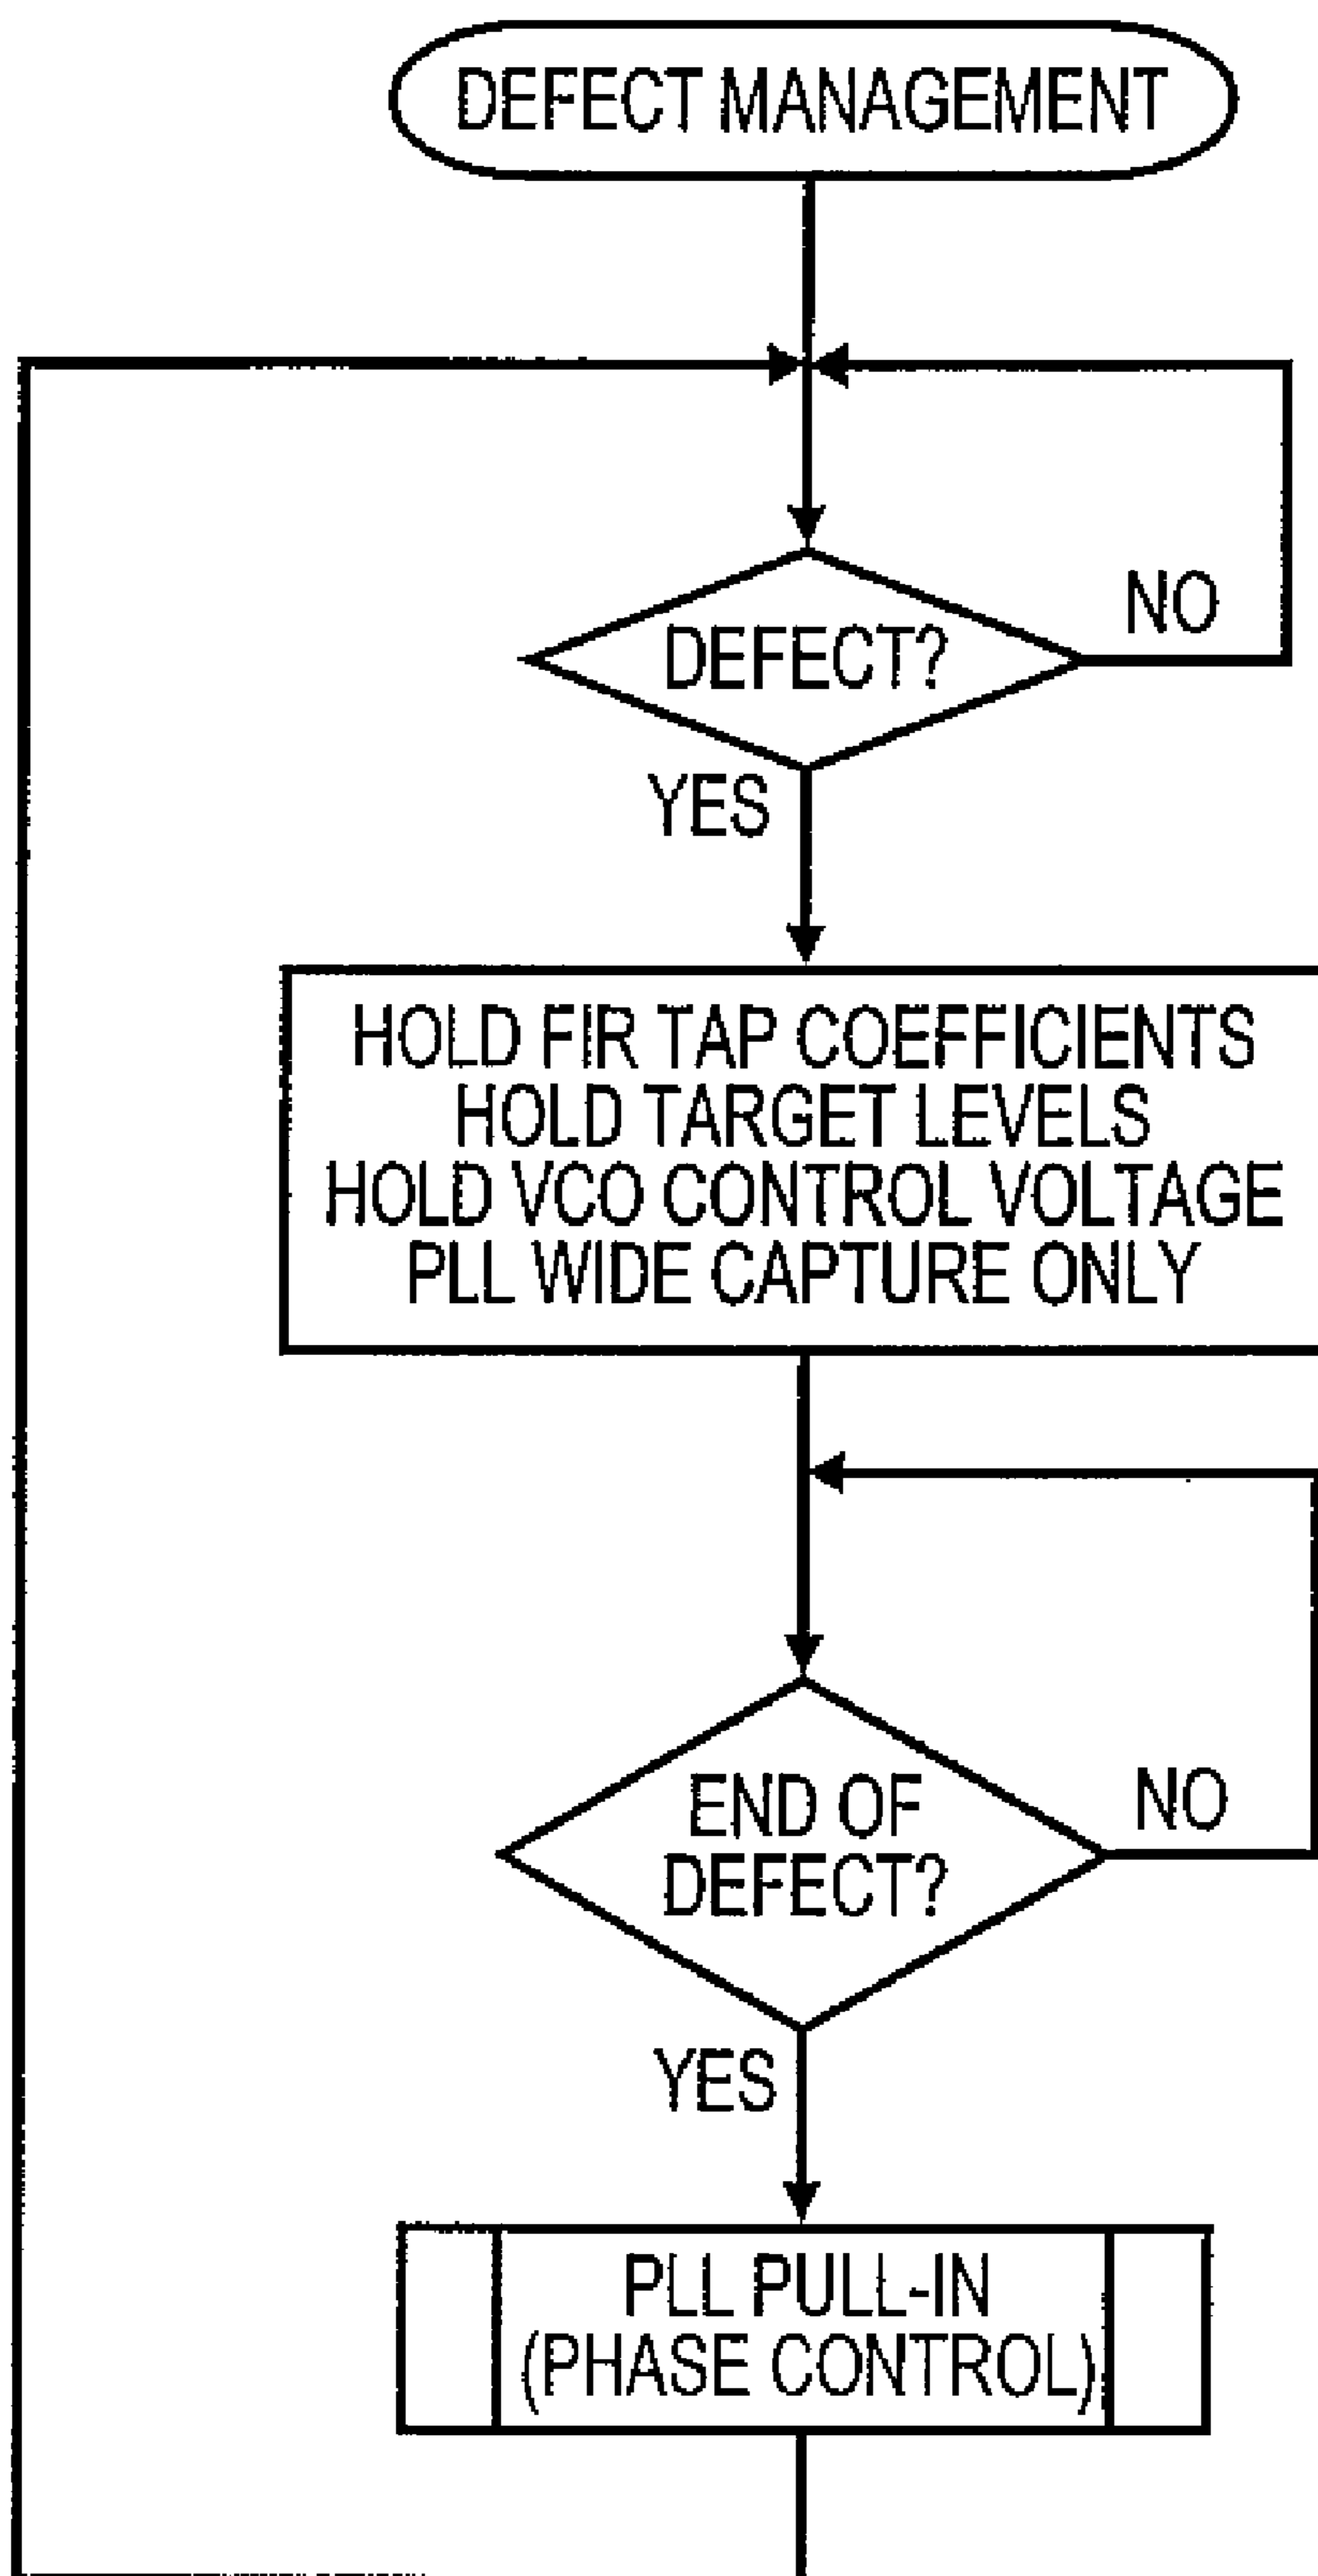 DEFECT MANAGEMENT
DEFECT?
NO
YES
HOLD FIR TAP COEFFICIENTS
HOLD TARGET LEVELS
HOLD VCO CONTROL VOLTAGE
PLL WIDE CAPTURE ONLY
END OF
DEFECT?
NO
YES
PLL PULL-IN
(PHASE CONTROL)